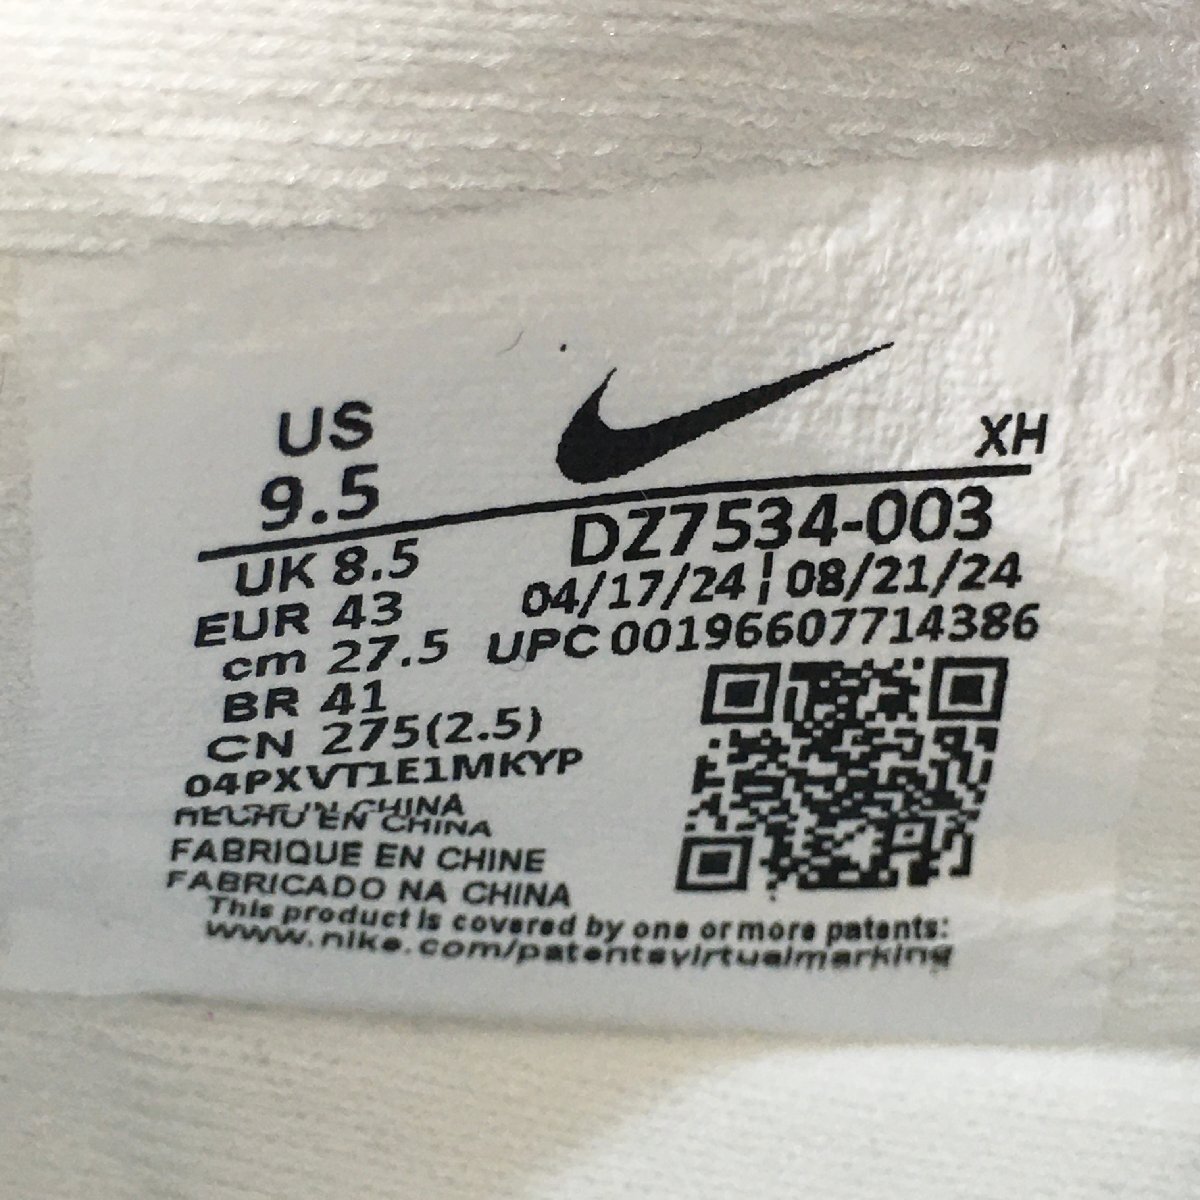 US
9.5
XH
UK 8.5
EUR 43
cm 27.5
BR 41
CN 275(2.5)
DZ7534-003
04/17/24 ¦ 08/21/24
UPC 00196607714386
04PXVT1E1MKYP
IN CHINA
HECHO EN CHINA
FABRIQUE EN CHINE
FABRICADO NA CHINA
This product is covered by one or more patents:
www.nike.com/patentsvirtualmarking